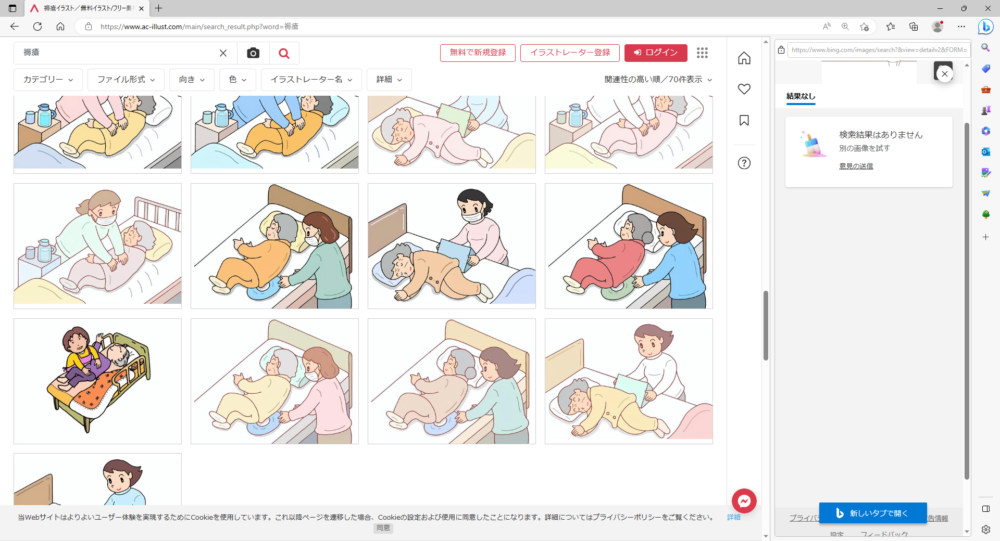 褥瘡イラスト／無料イラスト/フリー素材
https://www.ac-illust.com/main/search_result.php?word=褥瘡
褥瘡
無料で新規登録
イラストレーター登録
ログイン
カテゴリー
ファイル形式
向き
色
イラストレーター名
詳細
関連性の高い順／70件表示
https://www.bing.com/images/search?&view=detailv2&FORM=
結果なし
検索結果はありません
別の画像を試す
意見の送信
新しいタブで開く
プライバシ
告情報
設定
フィードバック
当Webサイトはよりよいユーザー体験を実現するためにCookieを使用しています。これ以降ページを遷移した場合、Cookieの設定および使用に同意したことになります。詳細についてはプライバシーポリシーをご覧ください。
詳細
同意